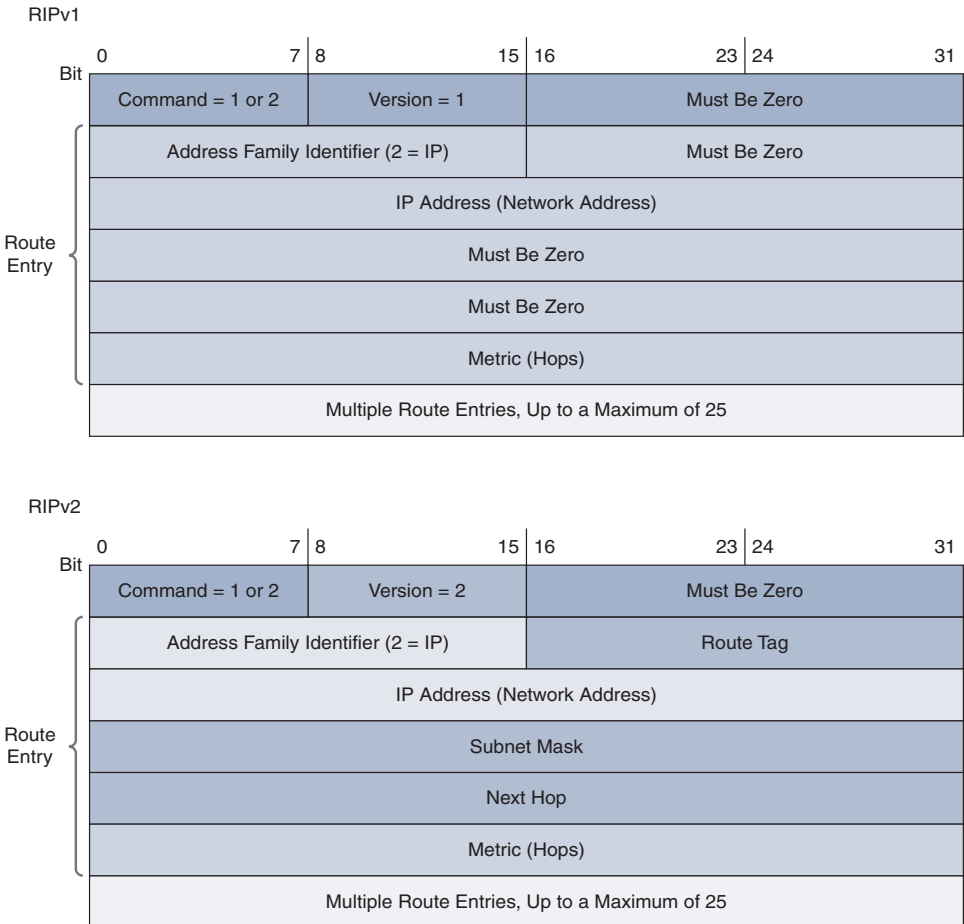 RIPv1
0 7 8 15 16 23 24 31
Bit
Command = 1 or 2 Version = 1 Must Be Zero
Address Family Identifier (2 = IP) Must Be Zero
IP Address (Network Address)
Route
Entry
Must Be Zero
Must Be Zero
Metric (Hops)
Multiple Route Entries, Up to a Maximum of 25
RIPv2
0 7 8 15 16 23 24 31
Bit
Command = 1 or 2 Version = 2 Must Be Zero
Address Family Identifier (2 = IP) Route Tag
IP Address (Network Address)
Route
Entry
Subnet Mask
Next Hop
Metric (Hops)
Multiple Route Entries, Up to a Maximum of 25